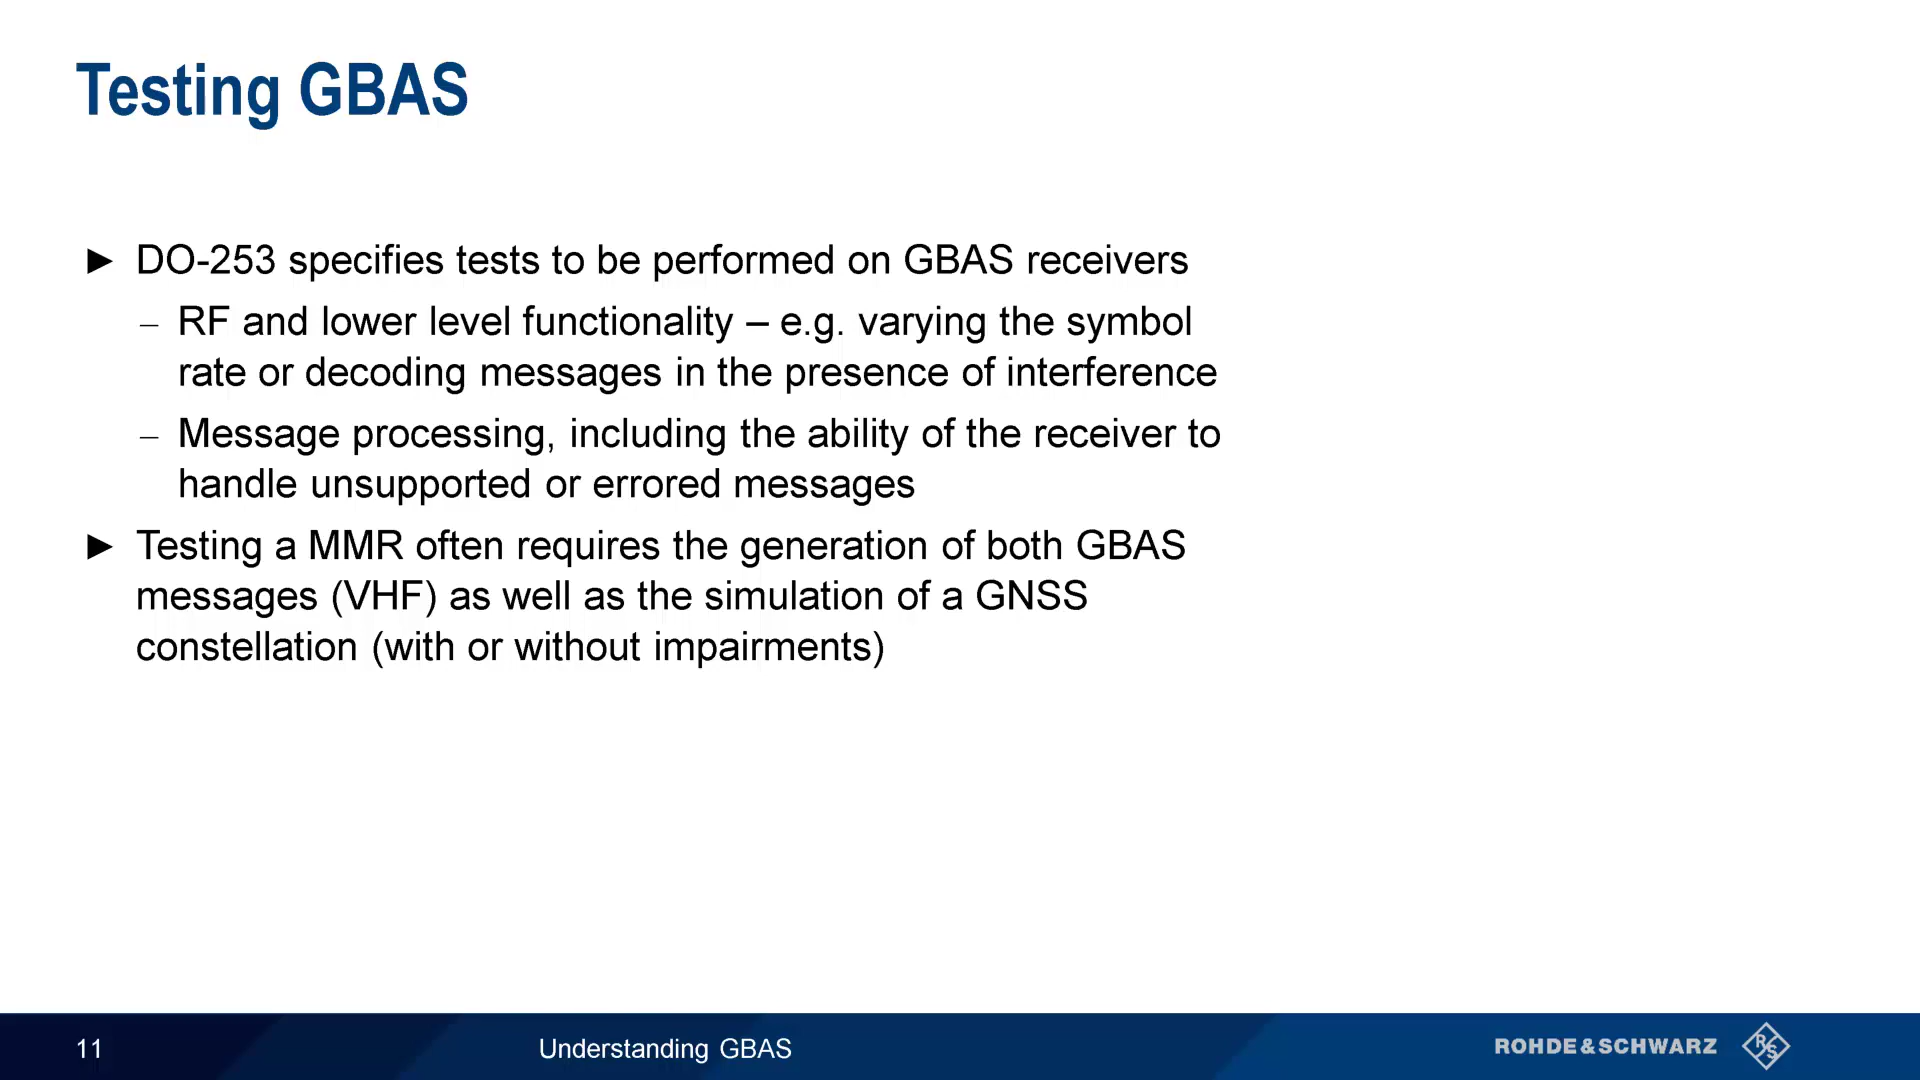 Testing GBAS
► DO-253 specifies tests to be performed on GBAS receivers
– RF and lower level functionality – e.g. varying the symbol
rate or decoding messages in the presence of interference
– Message processing, including the ability of the receiver to
handle unsupported or errored messages
► Testing a MMR often requires the generation of both GBAS
messages (VHF) as well as the simulation of a GNSS
constellation (with or without impairments)
11
Understanding GBAS
ROHDE&SCHWARZ
RS